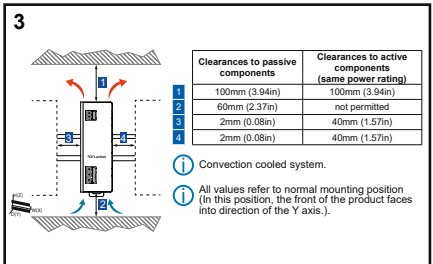 3
Clearances to passive
components
Clearances to active
components
(same power rating)
1
100mm (3.94in)
100mm (3.94in)
2
60mm (2.37in)
not permitted
3
2mm (0.08in)
40mm (1.57in)
4
2mm (0.08in)
40mm (1.57in)
1
3
4
TDK·Lambda
2
H(Z)
W(X)
D(Y)
i Convection cooled system.
i All values refer to normal mounting position
(In this position, the front of the product faces
into direction of the Y axis.).